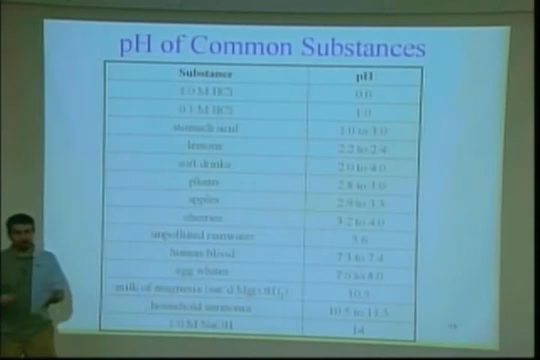 pH of Common Substances
Substance pH
1.0 M HCl 0.0
0.1 M HCl 1.0
stomach acid 1.0 to 3.0
lemons 2.2 to 2.4
soft drinks 2.0 to 4.0
plums 2.8 to 3.0
apples 2.9 to 3.3
cherries 3.2 to 4.0
unpolluted rainwater 5.6
human blood 7.3 to 7.4
egg whites 7.6 to 8.0
milk of magnesia (sat' d Mg(OH)2) 10.5
household ammonia 10.5 to 11.5
1.0 M NaOH 14